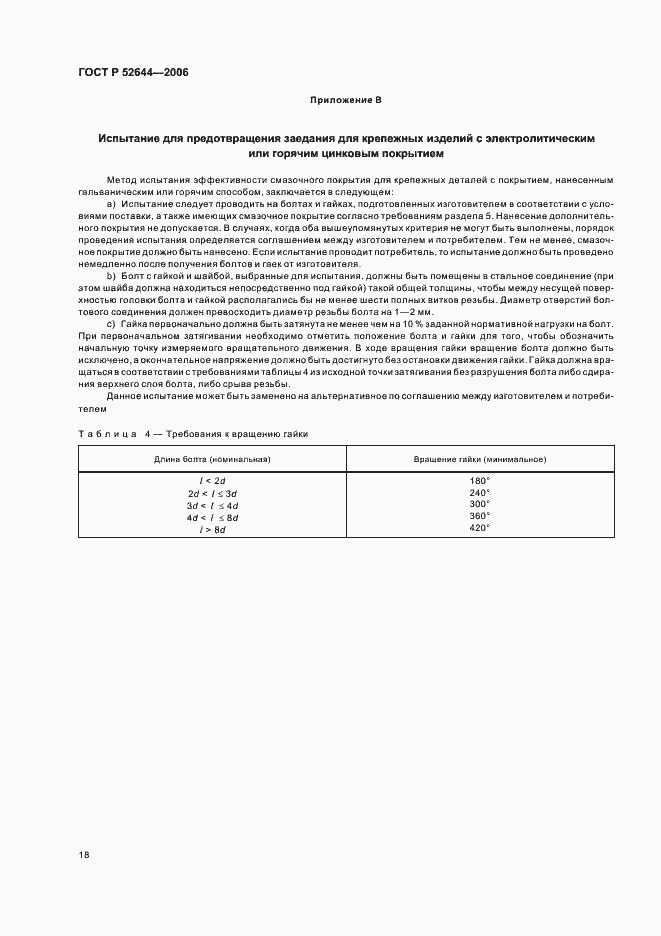 ГОСТ Р 52644—2006
Приложение В
Испытание для предотвращения заедания для крепежных изделий с электролитическим
или горячим цинковым покрытием
Метод испытания эффективности смазочного покрытия для крепежных деталей с покрытием, нанесенным
гальваническим или горячим способом, заключается в следующем:
a) Испытание следует проводить на болтах и гайках, подготовленных изготовителем в соответствии с усло-
виями поставки, а также имеющих смазочное покрытие согласно требованиям раздела 5. Нанесение дополнитель-
ного покрытия не допускается. В случаях, когда оба вышеупомянутых критерия не могут быть выполнены, порядок
проведения испытания определяется соглашением между изготовителем и потребителем. Тем не менее, смазоч-
ное покрытие должно быть нанесено. Если испытание проводит потребитель, то испытание должно быть проведено
немедленно после получения болтов и гаек от изготовителя.
b) Болт с гайкой и шайбой, выбранные для испытания, должны быть помещены в стальное соединение (при
этом шайба должна находиться непосредственно под гайкой) такой общей толщины, чтобы между несущей повер-
хностью головки болта и гайкой располагались бы не менее шести полных витков резьбы. Диаметр отверстий бол-
тового соединения должен превосходить диаметр резьбы болта на 1—2 мм.
c) Гайка первоначально должна быть затянута не менее чем на 10 % заданной нормативной нагрузки на болт.
При первоначальном затягивании необходимо отметить положение болта и гайки для того, чтобы обозначить
начальную точку измеряемого вращательного движения. В ходе вращения гайки вращение болта должно быть
исключено, а окончательное напряжение должно быть достигнуто без остановки движения гайки. Гайка должна вра-
щаться в соответствии с требованиями таблицы 4 из исходной точки затягивания без разрушения болта либо сдира-
ния верхнего слоя болта, либо срыва резьбы.
Данное испытание может быть заменено на альтернативное по соглашению между изготовителем и потреби-
телем
Таблица 4 — Требования к вращению гайки
Длина болта (номинальная) Вращение гайки (минимальное)
l < 2d 180°
2d < l ≤ 3d 240°
3d < l ≤ 4d 300°
4d < l ≤ 8d 360°
l > 8d 420°
18